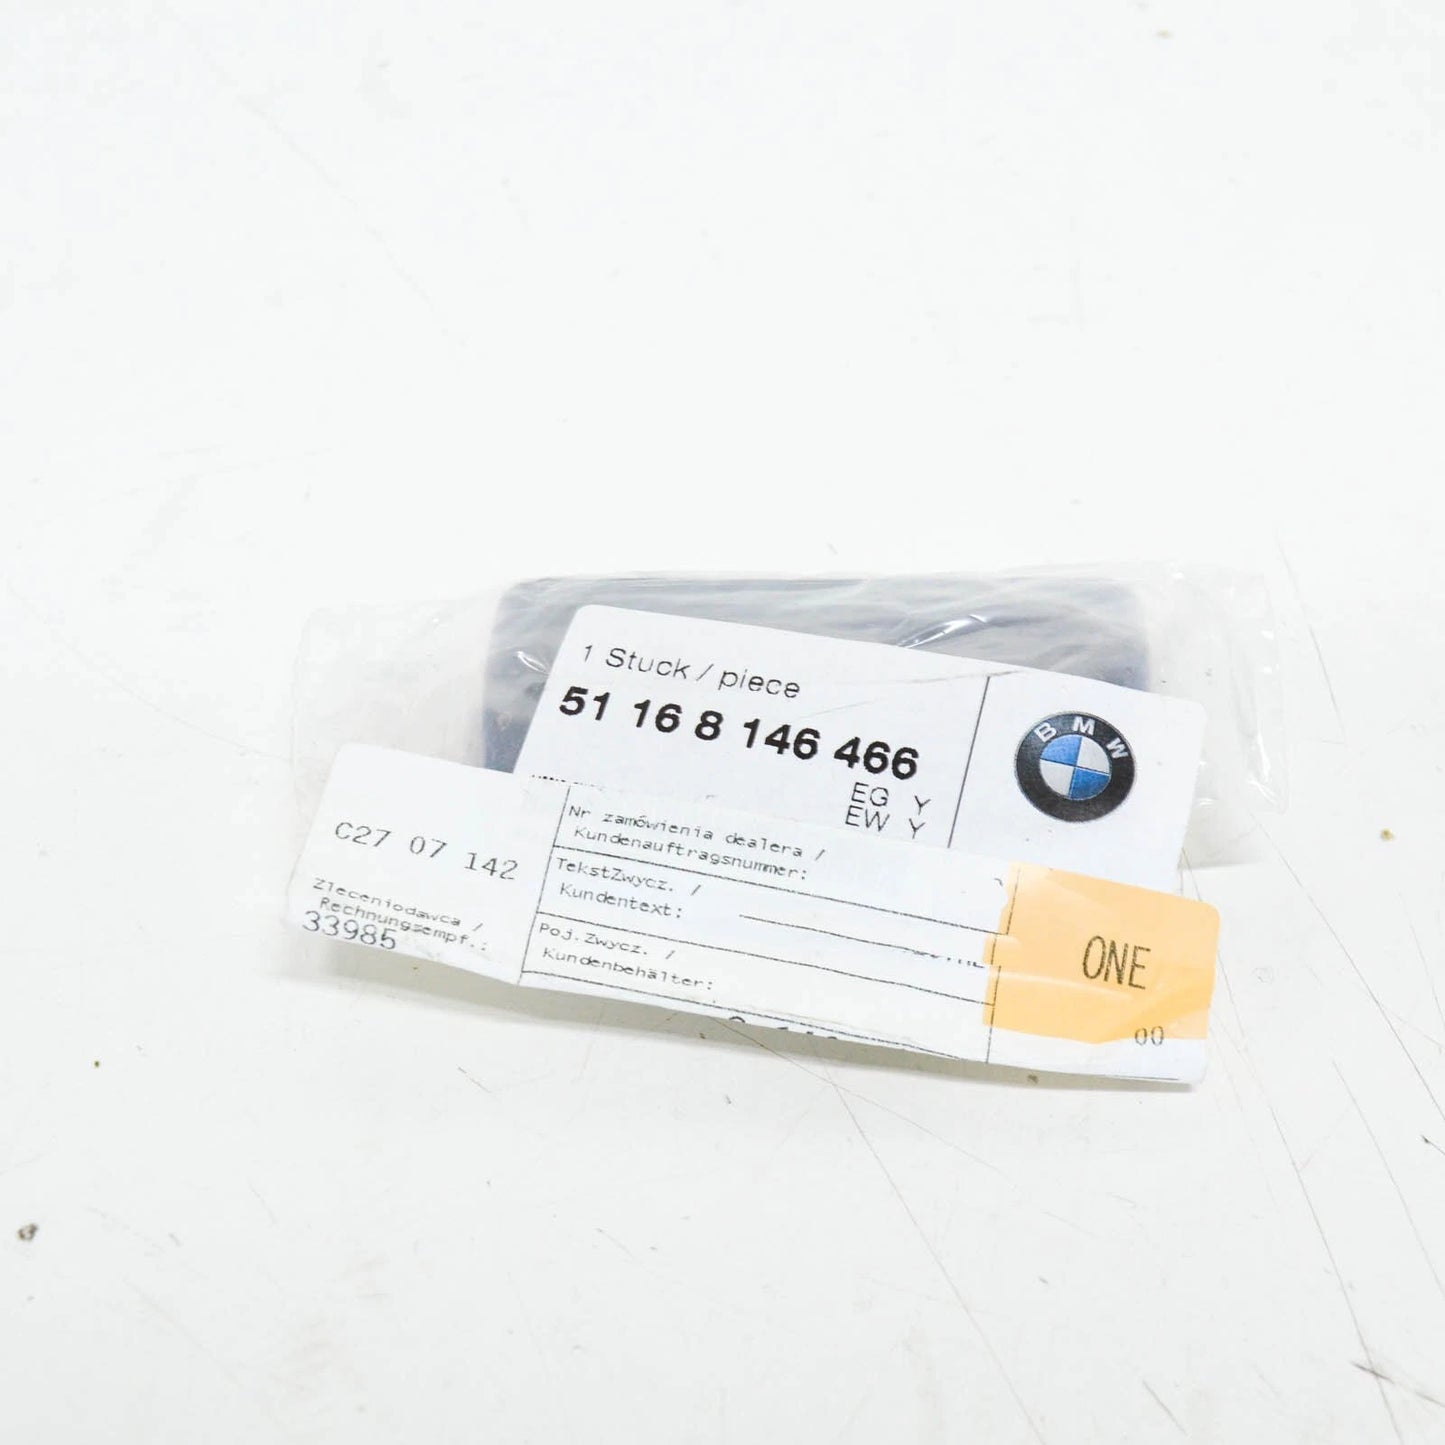 1 Stuck / piece
51 16 8 146 466
EG Y
EW Y
BMW
C27 07 142
Zleceniodawca /
Rechnungsempf.:
33985
Nr zamówienia dealera /
Kundenauftragsnummer:
TekstZwycz. /
Kundentext:
Poj.Zwycz. /
Kundenbehälter:
ONE
00